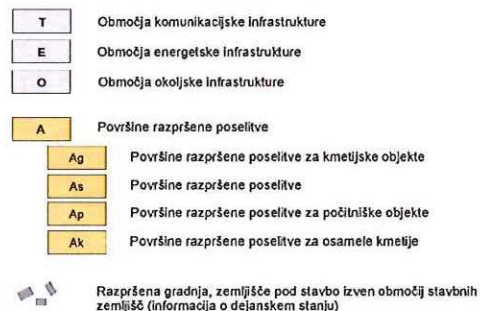 T Območja komunikacijske infrastrukture
E Območja energetske infrastrukture
O Območja okoljske infrastrukture
A Površine razpršene poselitve
Ag Površine razpršene poselitve za kmetijske objekte
As Površine razpršene poselitve
Ap Površine razpršene poselitve za počitniške objekte
Ak Površine razpršene poselitve za osamele kmetije
Razpršena gradnja, zemljišče pod stavbo izven območij stavbnih
zemljišč (informacija o dejanskem stanju)